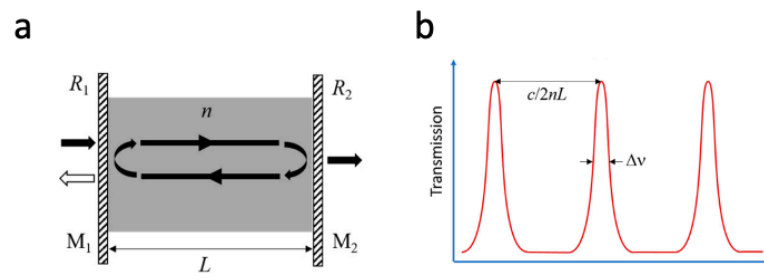 a
R1
R2
n
M1
M2
L
b
Transmission
c/2nL
Δν